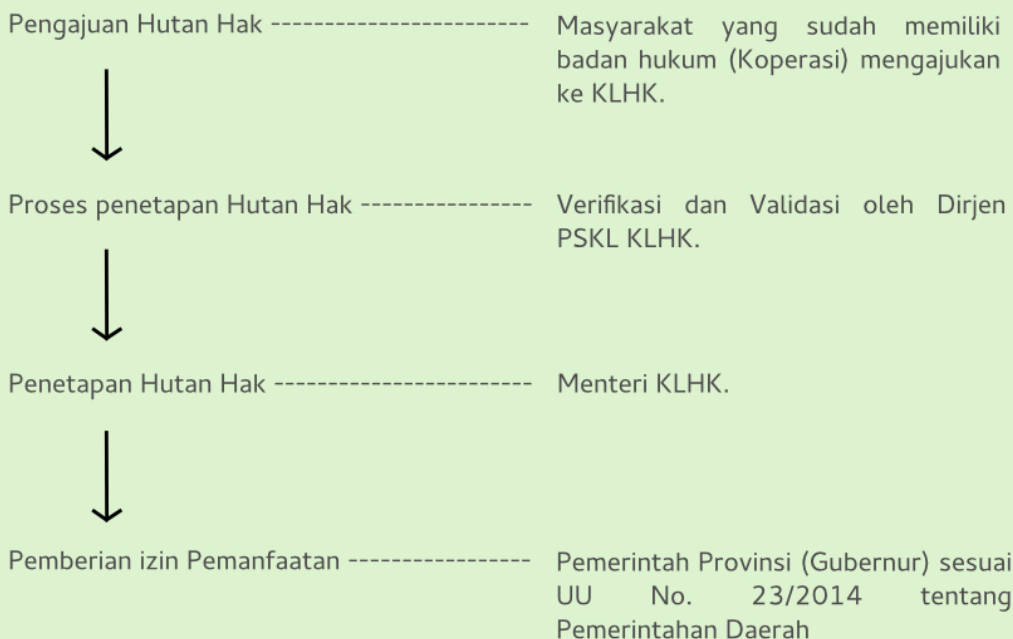 Pengajuan Hutan Hak ------------------------ Masyarakat yang sudah memiliki
badan hukum (Koperasi) mengajukan
ke KLHK.
Proses penetapan Hutan Hak ---------------- Verifikasi dan Validasi oleh Dirjen
PSKL KLHK.
Penetapan Hutan Hak ------------------------ Menteri KLHK.
Pemberian izin Pemanfaatan ----------------- Pemerintah Provinsi (Gubernur) sesuai
UU No. 23/2014 tentang
Pemerintahan Daerah